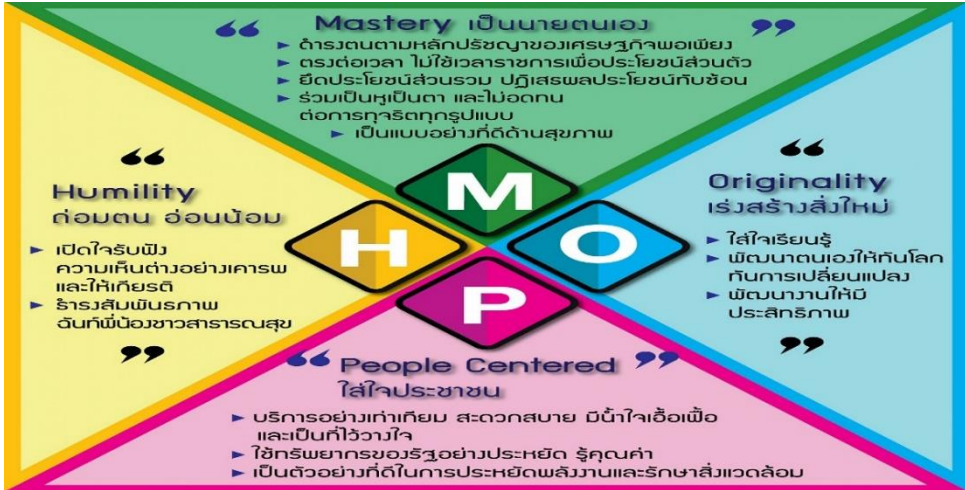 Mastery เป็นนายตนเอง
► ดำรงตนตามหลักปรัชญาของเศรษฐกิจพอเพียง
► ตรงต่อเวลา ไม่ใช้เวลาราชการเพื่อประโยชน์ส่วนตัว
► ยึดประโยชน์ส่วนรวม ปฏิเสธผลประโยชน์ทับซ้อน
► ร่วมเป็นหูเป็นตา และไม่อดทน
ต่อการทุจริตทุกรูปแบบ
► เป็นแบบอย่างที่ดีด้านสุขภาพ
M
H
O
P
Originality
เร่งสร้างสิ่งใหม่
► ใส่ใจเรียนรู้
► พัฒนาตนเองให้ทันโลก
ทันการเปลี่ยนแปลง
► พัฒนางานให้มี
ประสิทธิภาพ
People Centered
ใส่ใจประชาชน
► บริการอย่างเท่าเทียม สะดวกสบาย มีน้ำใจเอื้อเฟื้อ
และเป็นที่ไว้วางใจ
► ใช้ทรัพยากรของรัฐอย่างประหยัด รู้คุณค่า
► เป็นตัวอย่างที่ดีในการประหยัดพลังงานและรักษาสิ่งแวดล้อม
Humility
ถ่อมตน อ่อนน้อม
► เปิดใจรับฟัง
ความเห็นต่างอย่างเคารพ
และให้เกียรติ
► ธำรงสัมพันธภาพ
ฉันท์พี่น้องชาวสาธารณสุข